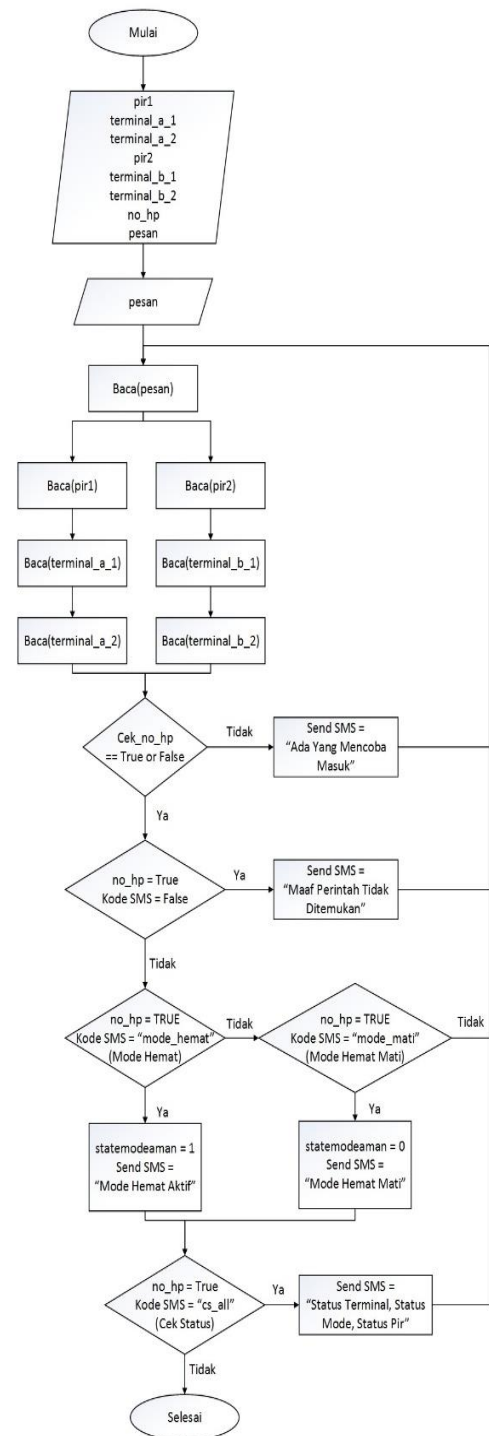 Mulai
pir1
terminal_a_1
terminal_a_2
pir2
terminal_b_1
terminal_b_2
no_hp
pesan
pesan
Baca(pesan)
Baca(pir1)
Baca(pir2)
Baca(terminal_a_1)
Baca(terminal_b_1)
Baca(terminal_a_2)
Baca(terminal_b_2)
Cek_no_hp
== True or False
Tidak
Send SMS =
“Ada Yang Mencoba
Masuk”
Ya
no_hp = True
Kode SMS = False
Ya
Send SMS =
“Maaf Perintah Tidak
Ditemukan”
Tidak
no_hp = TRUE
Kode SMS = “mode_hemat”
(Mode Hemat)
Tidak
no_hp = TRUE
Kode SMS = “mode_mati”
(Mode Hemat Mati)
Tidak
Ya
Ya
statemodeaman = 1
Send SMS =
“Mode Hemat Aktif”
statemodeaman = 0
Send SMS =
“Mode Hemat Mati”
no_hp = True
Kode SMS = “cs_all”
(Cek Status)
Ya
Send SMS =
“Status Terminal, Status
Mode, Status Pir”
Tidak
Selesai